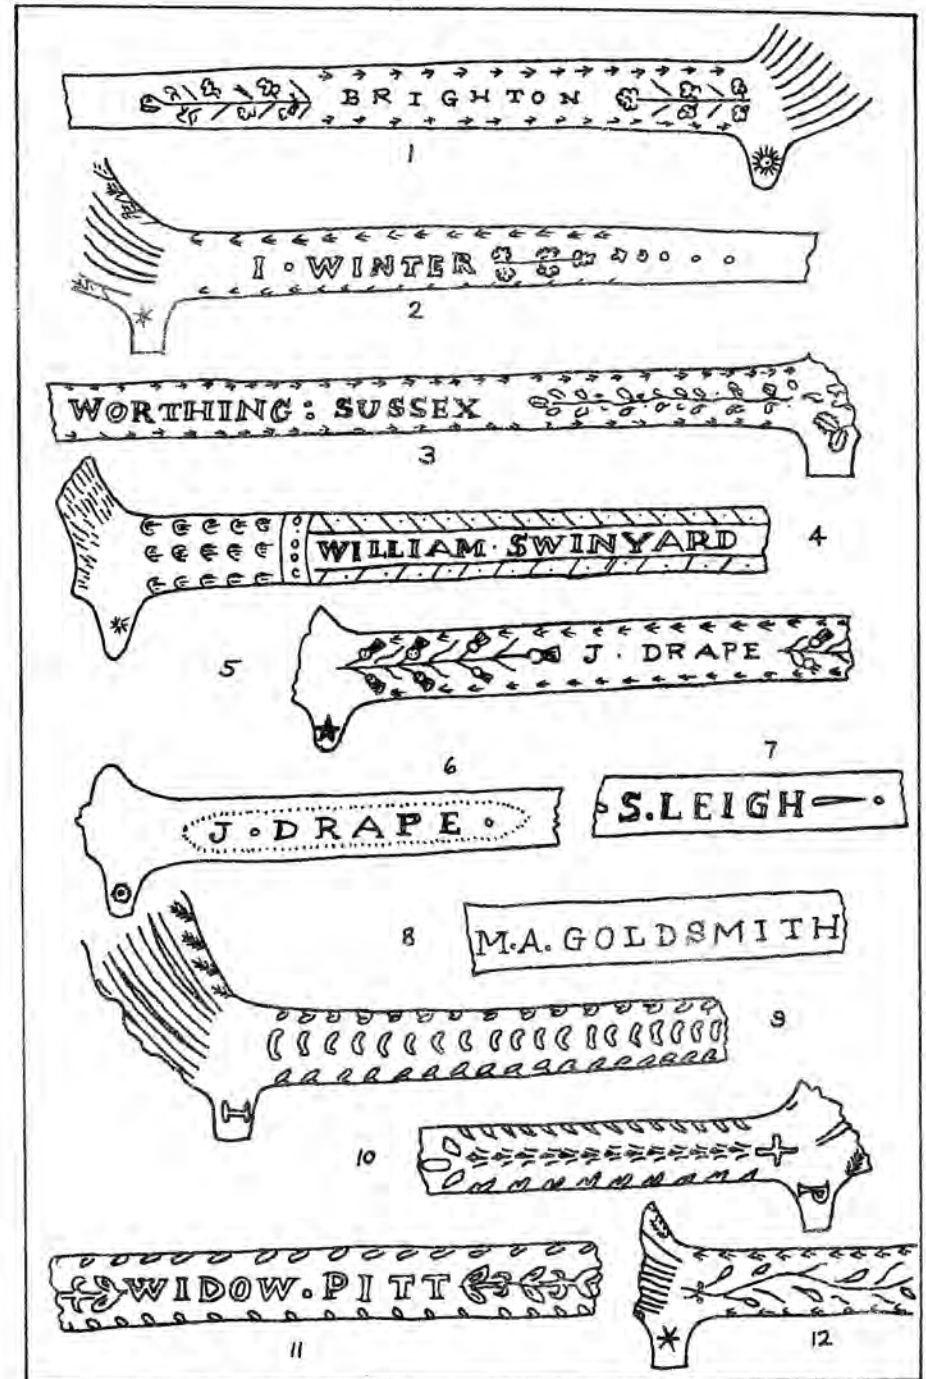 BRIGHTON
1
I · WINTER
2
WORTHING : SUSSEX
3
WILLIAM · SWINYARD
4
J · DRAPE
5
6
J · DRAPE ·
7
S.LEIGH
8
M.A. GOLDSMITH
9
H
10
P
WIDOW . PITT
11
12